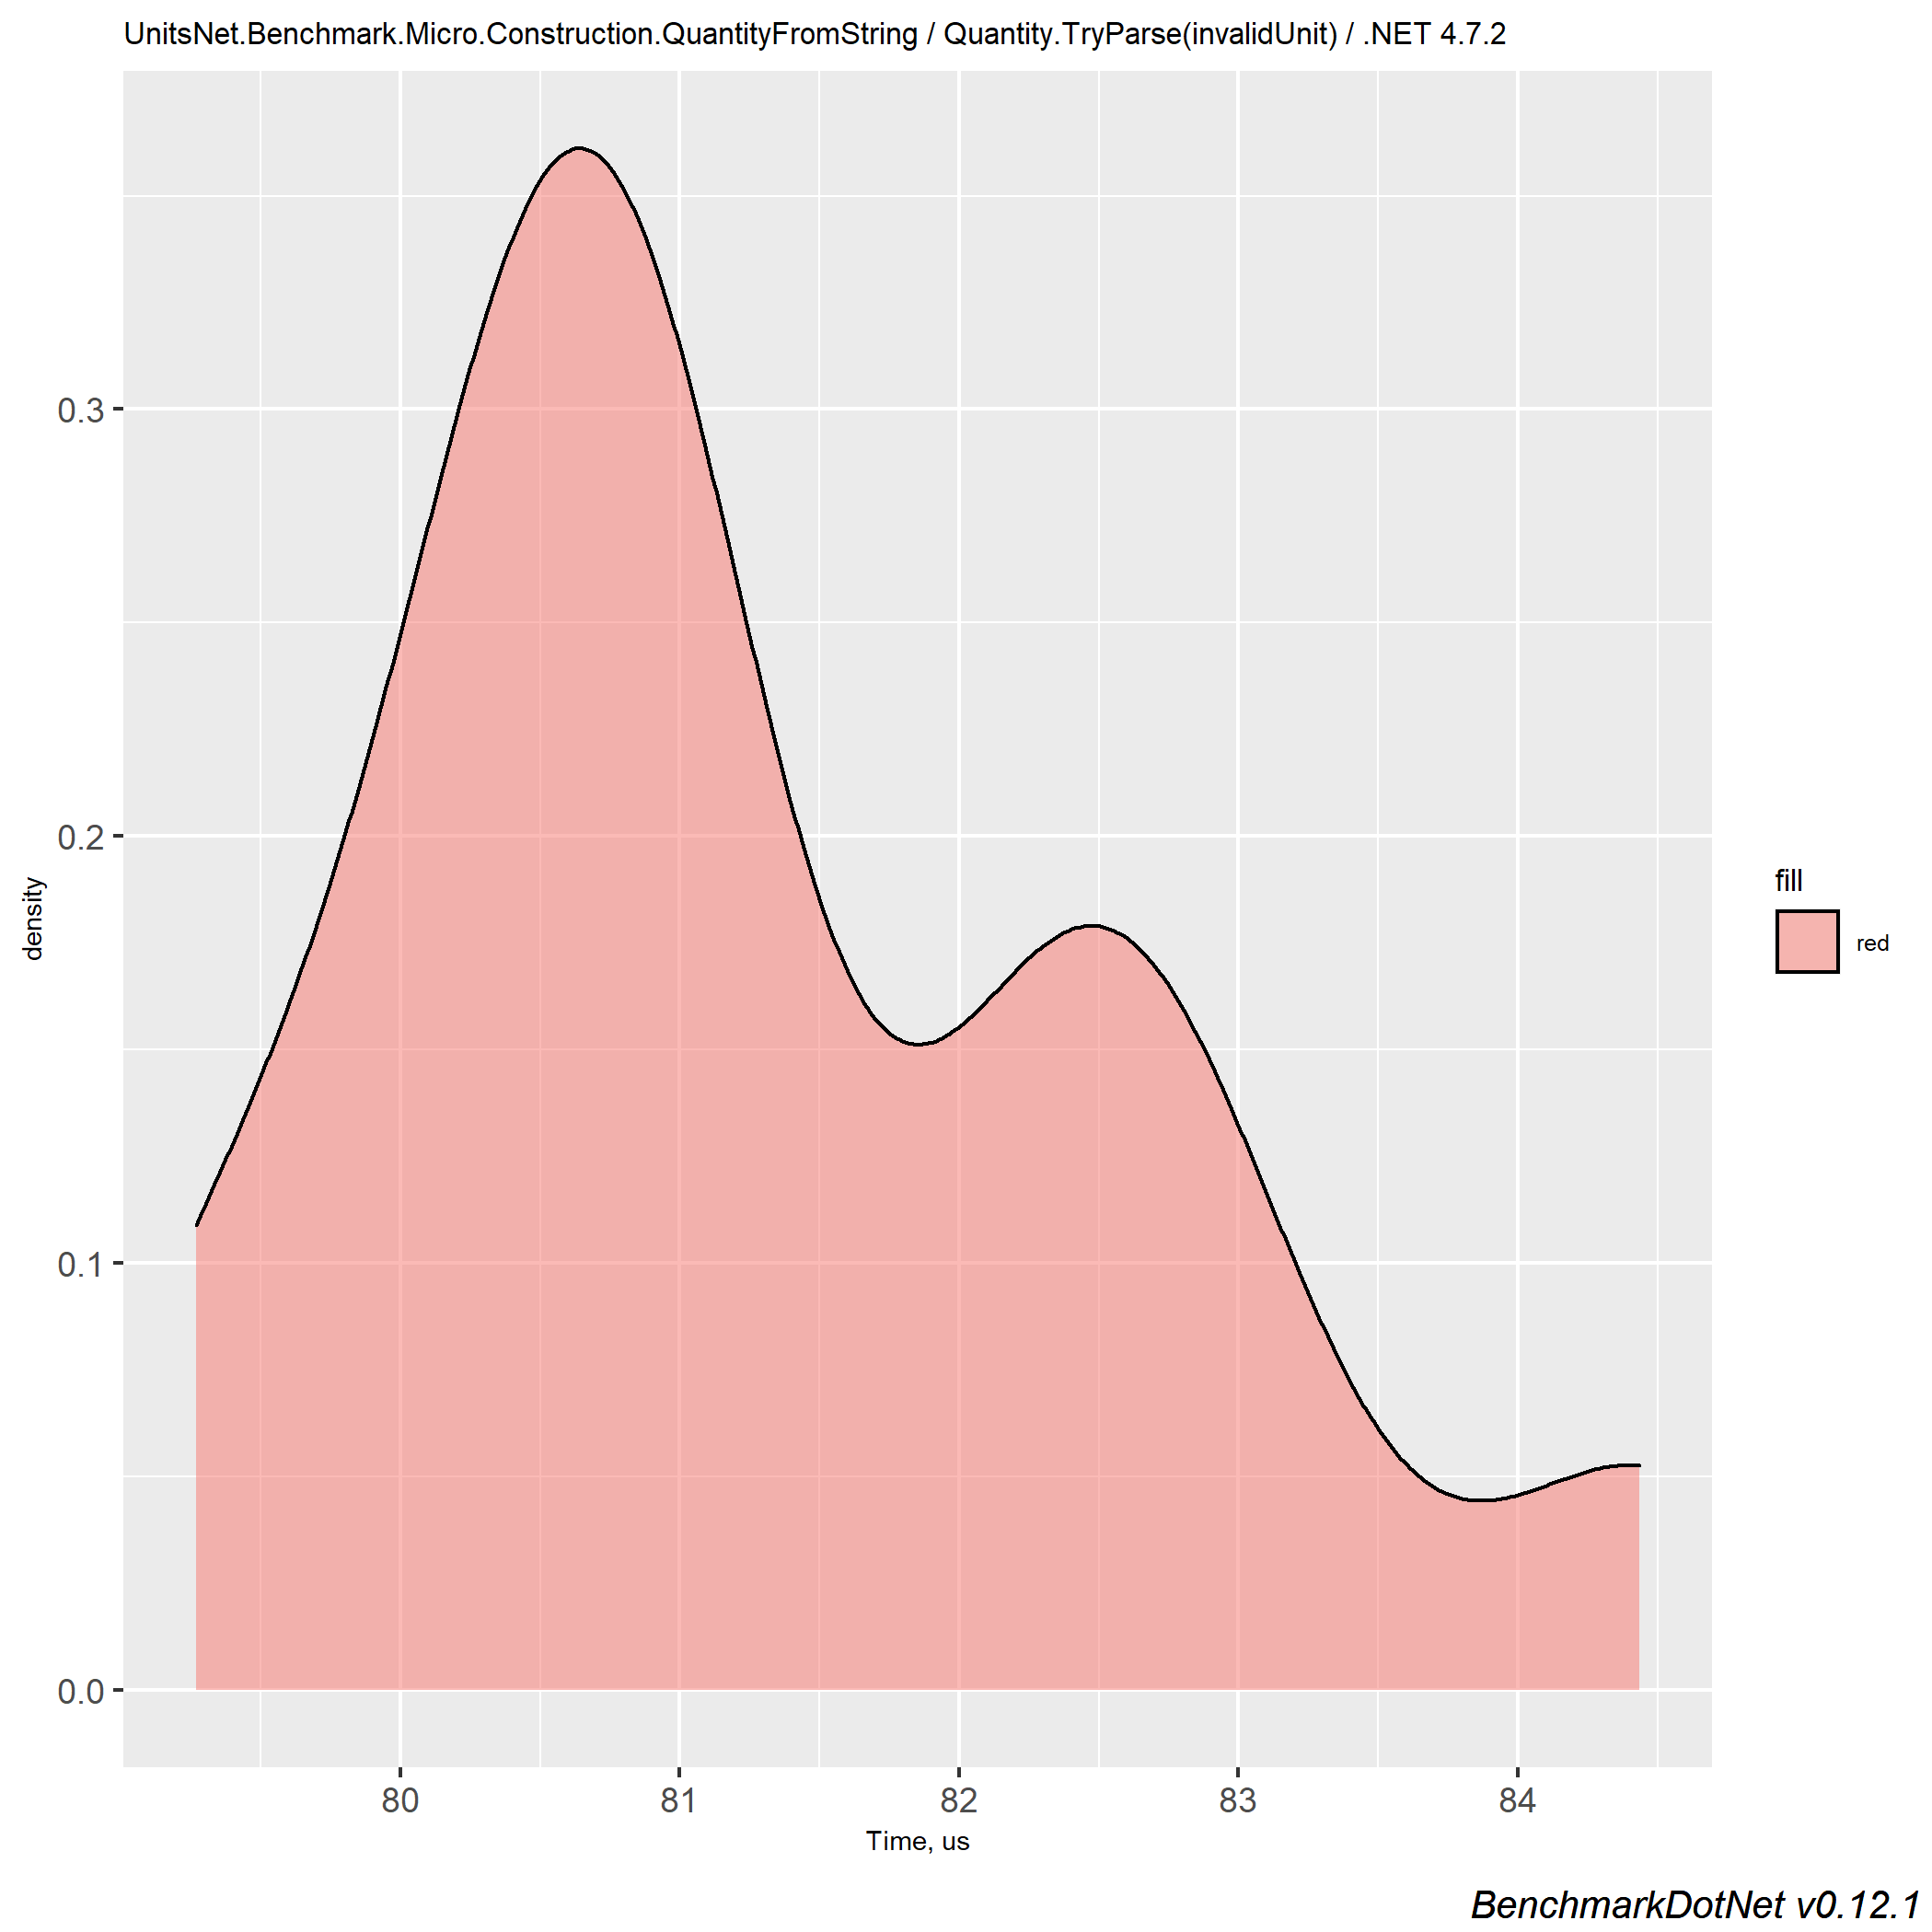 UnitsNet.Benchmark.Micro.Construction.QuantityFromString / Quantity.TryParse(invalidUnit) / .NET 4.7.2
0.3
0.2
0.1
0.0
density
80 81 82 83 84
Time, us
fill
red
BenchmarkDotNet v0.12.1